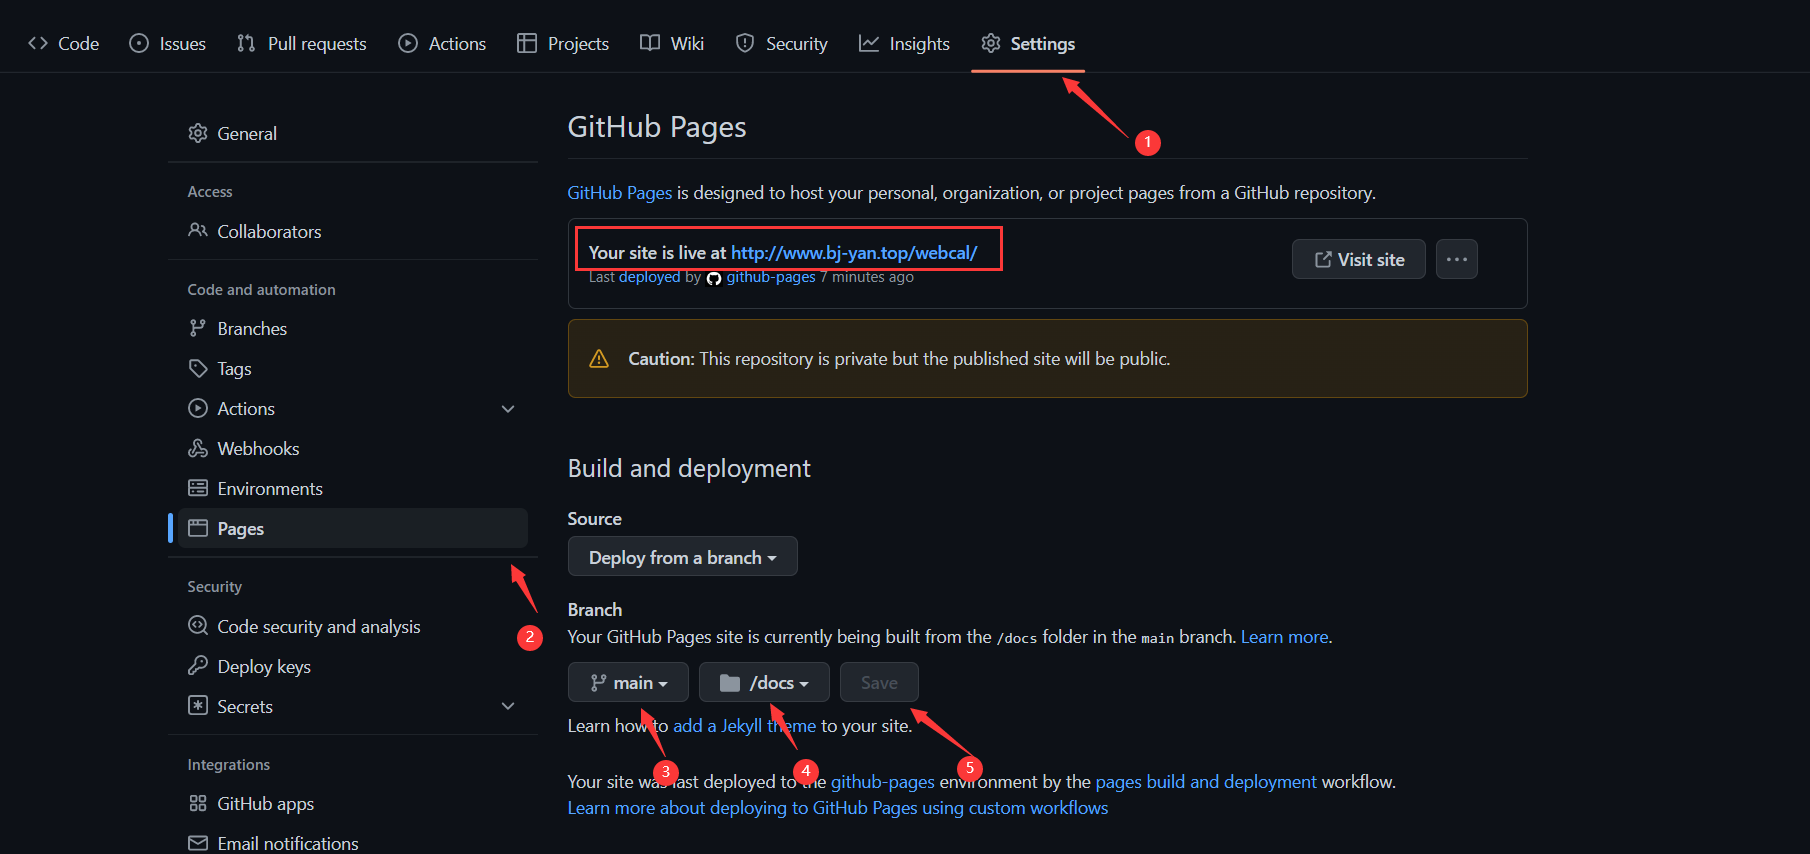 Code Issues Pull requests Actions Projects Wiki Security Insights Settings
1
General
Access
Collaborators
Code and automation
Branches
Tags
Actions
Webhooks
Environments
Pages
2
Security
Code security and analysis
Deploy keys
Secrets
Integrations
GitHub apps
Email notifications
GitHub Pages
GitHub Pages is designed to host your personal, organization, or project pages from a GitHub repository.
Your site is live at http://www.bj-yan.top/webcal/
Last deployed by github-pages 7 minutes ago
Visit site
Caution: This repository is private but the published site will be public.
Build and deployment
Source
Deploy from a branch
Branch
Your GitHub Pages site is currently being built from the /docs folder in the main branch. Learn more.
main /docs Save
Learn how to add a Jekyll theme to your site.
3 4 5
Your site was last deployed to the github-pages environment by the pages build and deployment workflow.
Learn more about deploying to GitHub Pages using custom workflows